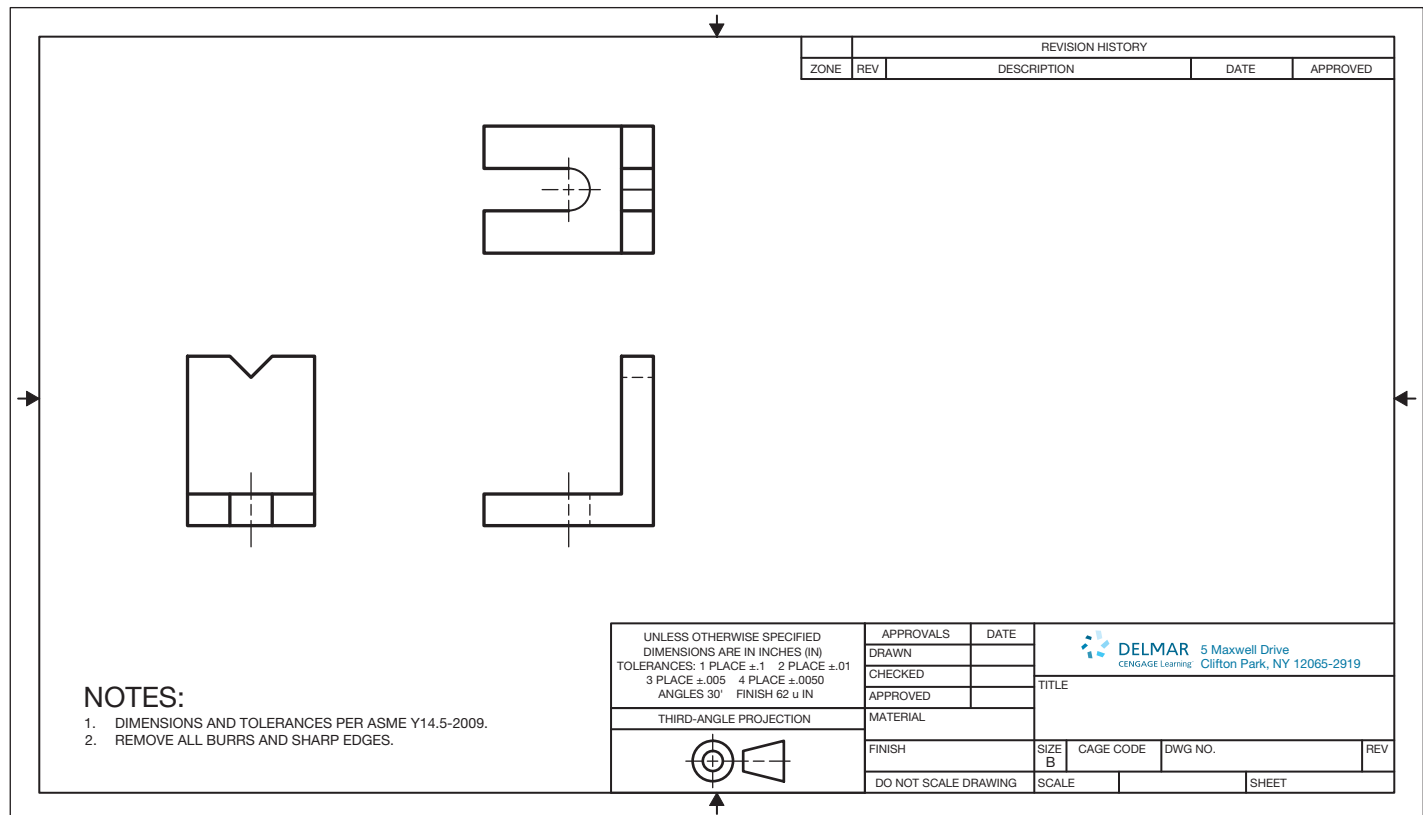 REVISION HISTORY
ZONE REV DESCRIPTION DATE APPROVED
NOTES:
1. DIMENSIONS AND TOLERANCES PER ASME Y14.5-2009.
2. REMOVE ALL BURRS AND SHARP EDGES.
UNLESS OTHERWISE SPECIFIED
DIMENSIONS ARE IN INCHES (IN)
TOLERANCES: 1 PLACE ±.1 2 PLACE ±.01
3 PLACE ±.005 4 PLACE ±.0050
ANGLES 30' FINISH 62 u IN
THIRD-ANGLE PROJECTION
APPROVALS DATE
DRAWN
CHECKED
APPROVED
MATERIAL
FINISH
DO NOT SCALE DRAWING
DELMAR 5 Maxwell Drive
CENGAGE Learning Clifton Park, NY 12065-2919
TITLE
SIZE CAGE CODE DWG NO. REV
B
SCALE SHEET